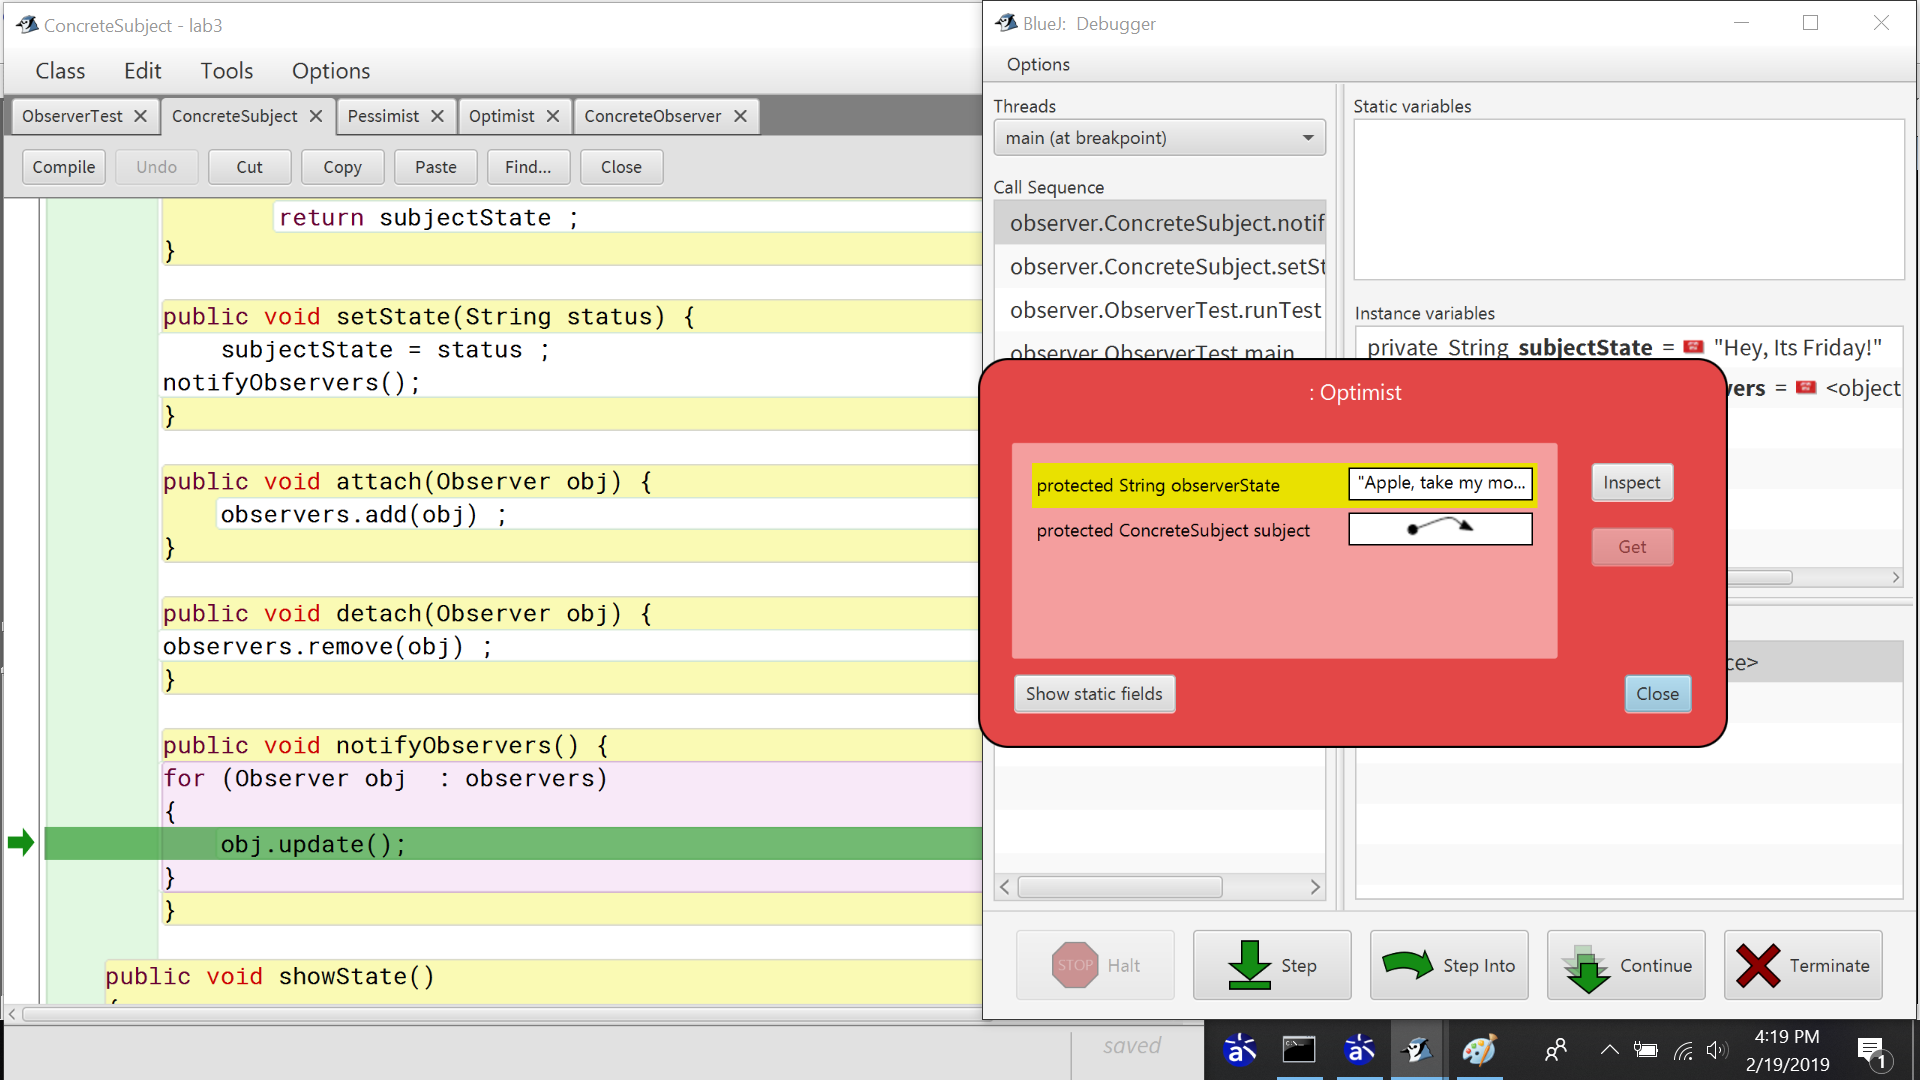 ConcreteSubject - lab3
Class Edit Tools Options
ObserverTest ConcreteSubject Pessimist Optimist ConcreteObserver
Compile Undo Cut Copy Paste Find... Close
return subjectState ;
}
public void setState(String status) {
subjectState = status ;
notifyObservers();
}
public void attach(Observer obj) {
observers.add(obj) ;
}
public void detach(Observer obj) {
observers.remove(obj) ;
}
public void notifyObservers() {
for (Observer obj : observers)
{
obj.update();
}
}
public void showState()
saved
BlueJ: Debugger
Options
Threads
main (at breakpoint)
Call Sequence
observer.ConcreteSubject.notif
observer.ConcreteSubject.setSt
observer.ObserverTest.runTest
observer.ObserverTest.main
Static variables
Instance variables
private String subjectState = "Hey, Its Friday!"
vers = <object
ce>
: Optimist
protected String observerState "Apple, take my mo...
protected ConcreteSubject subject
Inspect
Get
Show static fields
Close
STOP Halt Step Step Into Continue Terminate
4:19 PM
2/19/2019
1